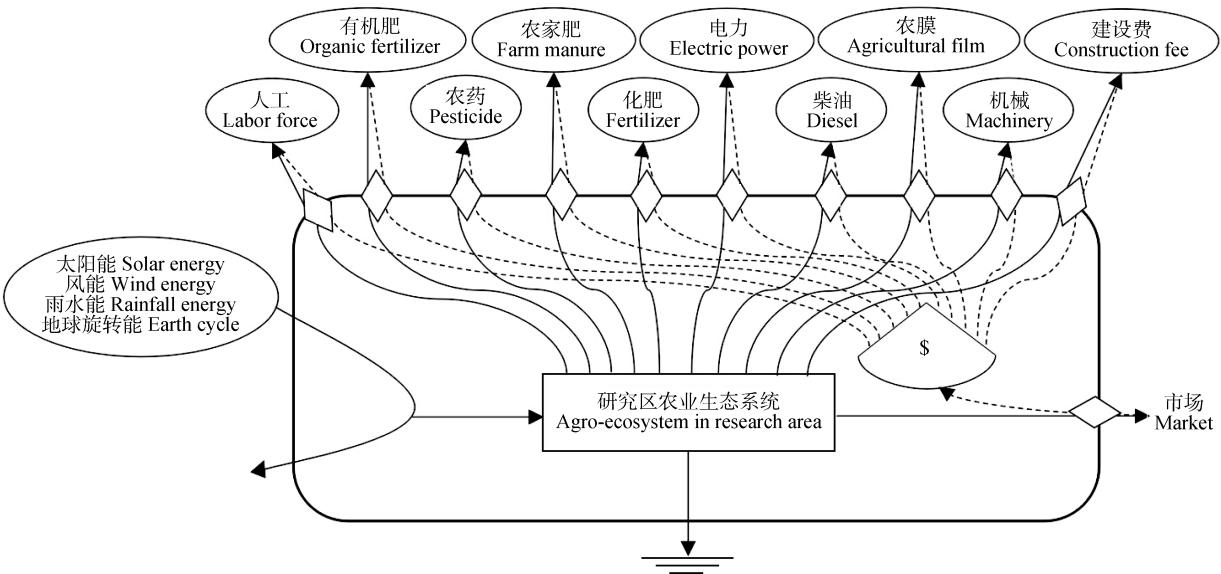 有机肥
Organic fertilizer
农家肥
Farm manure
电力
Electric power
农膜
Agricultural film
建设费
Construction fee
人工
Labor force
农药
Pesticide
化肥
Fertilizer
柴油
Diesel
机械
Machinery
太阳能 Solar energy
风能 Wind energy
雨水能 Rainfall energy
地球旋转能 Earth cycle
$
研究区农业生态系统
Agro-ecosystem in research area
市场
Market